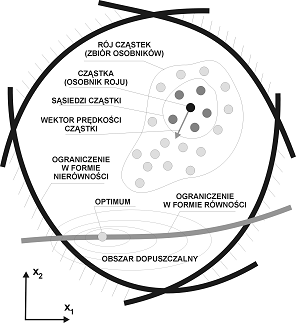 RÓJ CZĄSTEK
(ZBIÓR OSOBNIKÓW)
CZĄSTKA
(OSOBNIK ROJU)
SĄSIEDZI CZĄSTKI
WEKTOR PRĘDKOŚCI
CZĄSTKI
OGRANICZENIE
W FORMIE
NIERÓWNOŚCI
OPTIMUM
OGRANICZENIE
W FORMIE RÓWNOŚCI
OBSZAR DOPUSZCZALNY
x₂
x₁